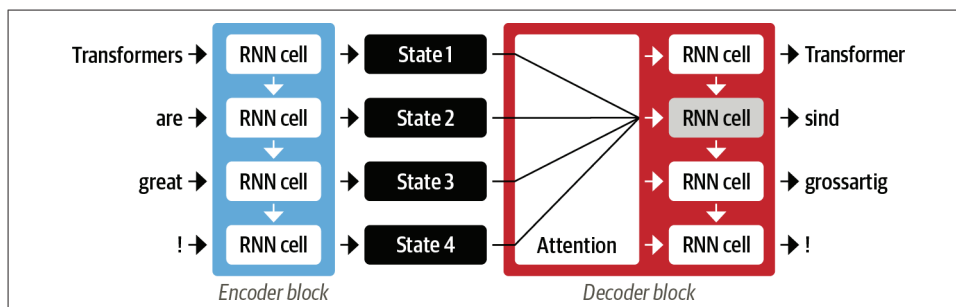 Transformers RNN cell State 1 RNN cell Transformer
are RNN cell State 2 RNN cell sind
great RNN cell State 3 RNN cell grossartig
! RNN cell State 4 Attention RNN cell !
Encoder block Decoder block